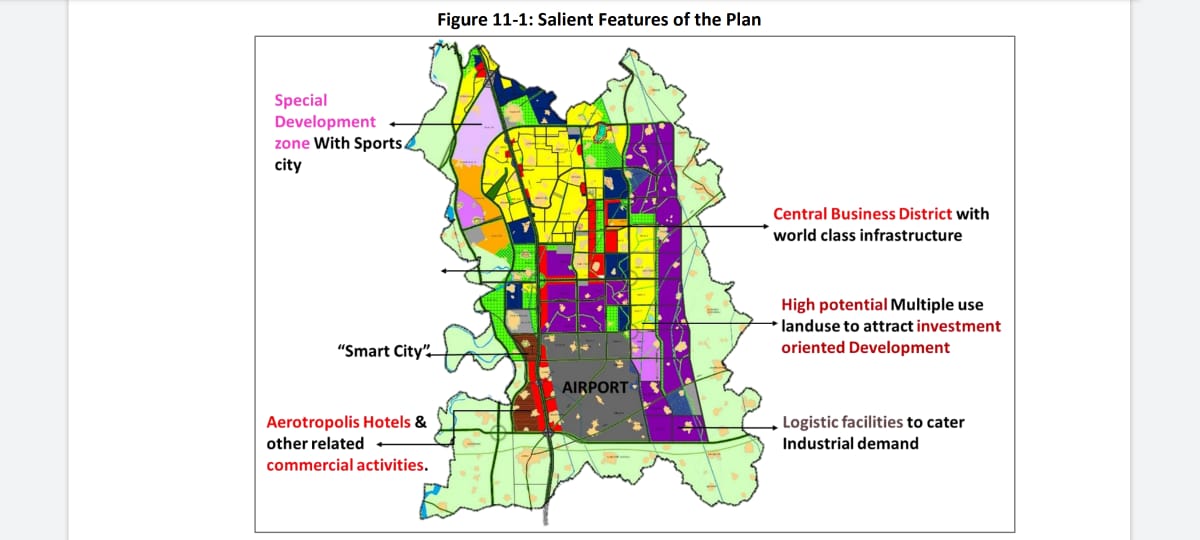 Figure 11-1: Salient Features of the Plan
Special
Development
zone With Sports
city
Central Business District with
world class infrastructure
High potential Multiple use
landuse to attract investment
oriented Development
"Smart City"
AIRPORT
Aerotropolis Hotels &
other related
commercial activities.
Logistic facilities to cater
Industrial demand